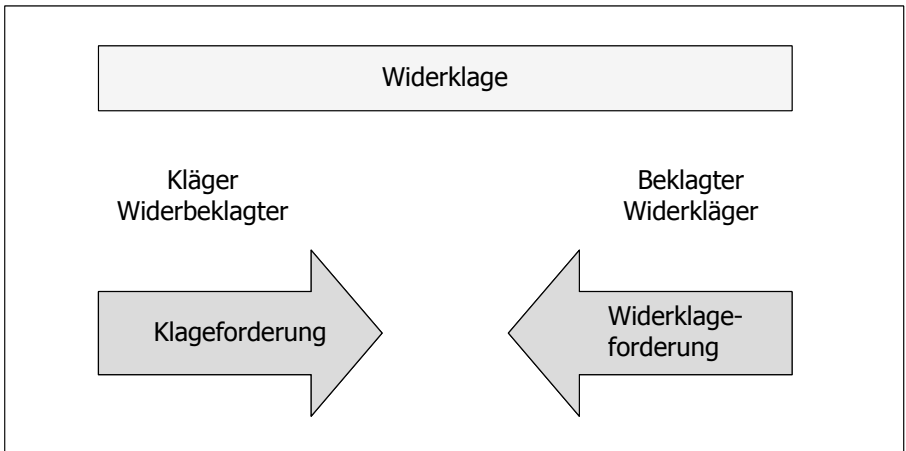 Widerklage
Kläger
Widerbeklagter
Beklagter
Widerkläger
Klageforderung
Widerklage-
forderung